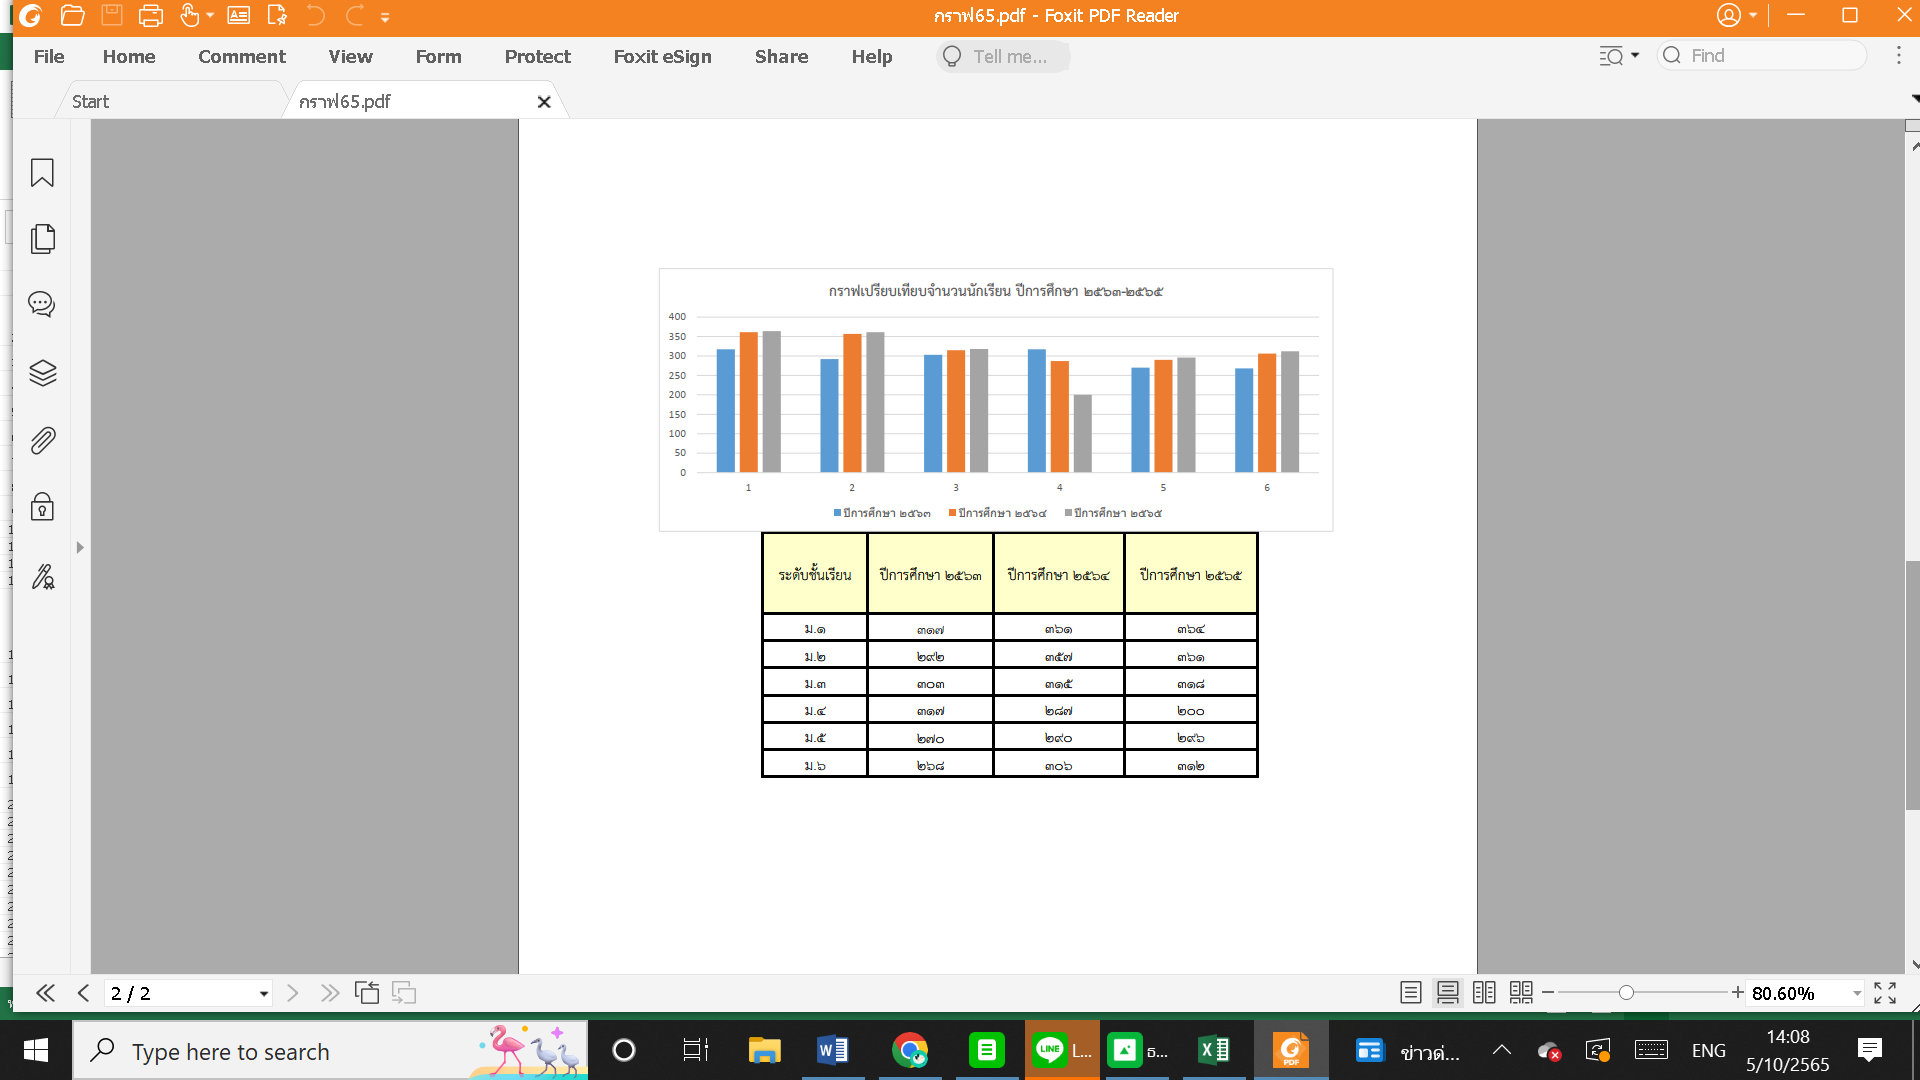 กราฟ65.pdf - Foxit PDF Reader
File Home Comment View Form Protect Foxit eSign Share Help Tell me... Find
Start กราฟ65.pdf
กราฟเปรียบเทียบจำนวนนักเรียน ปีการศึกษา ๒๕๖๓-๒๕๖๕
400
350
300
250
200
150
100
50
0
1 2 3 4 5 6
ปีการศึกษา ๒๕๖๓ ปีการศึกษา ๒๕๖๔ ปีการศึกษา ๒๕๖๕
ระดับชั้นเรียน ปีการศึกษา ๒๕๖๓ ปีการศึกษา ๒๕๖๔ ปีการศึกษา ๒๕๖๕
ม.๑ ๓๑๗ ๓๖๑ ๓๖๔
ม.๒ ๒๙๒ ๓๕๗ ๓๖๑
ม.๓ ๓๐๓ ๓๑๕ ๓๑๘
ม.๔ ๓๑๗ ๒๘๗ ๒๐๐
ม.๕ ๒๗๐ ๒๙๐ ๒๙๖
ม.๖ ๒๖๘ ๓๐๖ ๓๑๒
2 / 2 80.60%
Type here to search LINE L... ธ... PDF ข่าวด่... ENG 14:08
5/10/2565